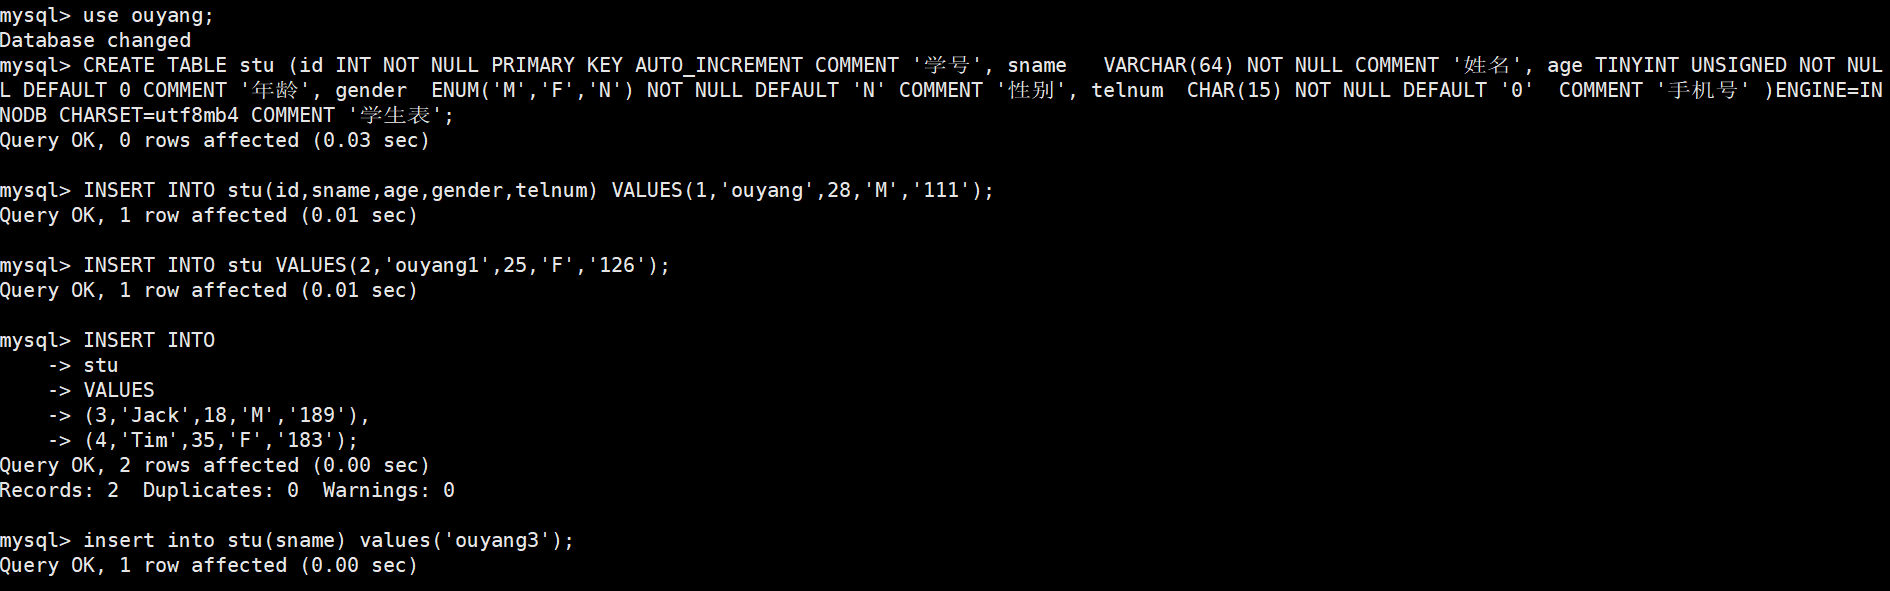 mysql> use ouyang;
Database changed
mysql> CREATE TABLE stu (id INT NOT NULL PRIMARY KEY AUTO_INCREMENT COMMENT '学号', sname   VARCHAR(64) NOT NULL COMMENT '姓名', age TINYINT UNSIGNED NOT NUL
L DEFAULT 0 COMMENT '年龄', gender  ENUM('M','F','N') NOT NULL DEFAULT 'N' COMMENT '性别', telnum  CHAR(15) NOT NULL DEFAULT '0'  COMMENT '手机号' )ENGINE=IN
NODB CHARSET=utf8mb4 COMMENT '学生表';
Query OK, 0 rows affected (0.03 sec)

mysql> INSERT INTO stu(id,sname,age,gender,telnum) VALUES(1,'ouyang',28,'M','111');
Query OK, 1 row affected (0.01 sec)

mysql> INSERT INTO stu VALUES(2,'ouyang1',25,'F','126');
Query OK, 1 row affected (0.01 sec)

mysql> INSERT INTO
    -> stu
    -> VALUES
    -> (3,'Jack',18,'M','189'),
    -> (4,'Tim',35,'F','183');
Query OK, 2 rows affected (0.00 sec)
Records: 2  Duplicates: 0  Warnings: 0

mysql> insert into stu(sname) values('ouyang3');
Query OK, 1 row affected (0.00 sec)